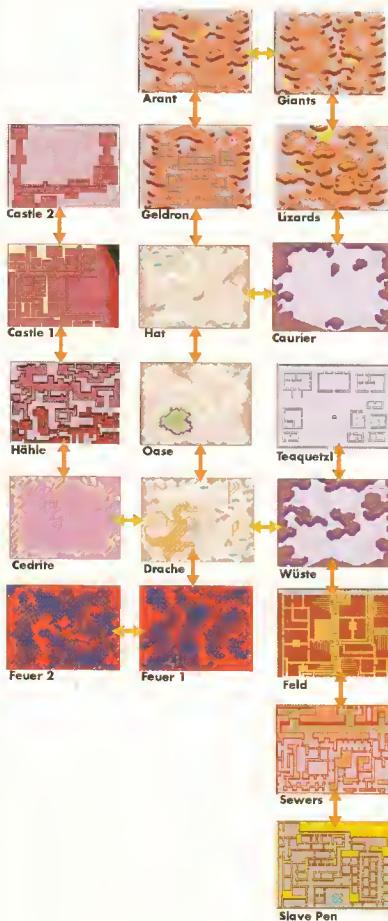 Arant Giants
Castle 2 Geldron Lizards
Castle 1 Hat Caurier
Höhle Oase Teaquetzl
Cedrite Drache Wüste
Feuer 2 Feuer 1
Feld
Sewers
Slave Pen